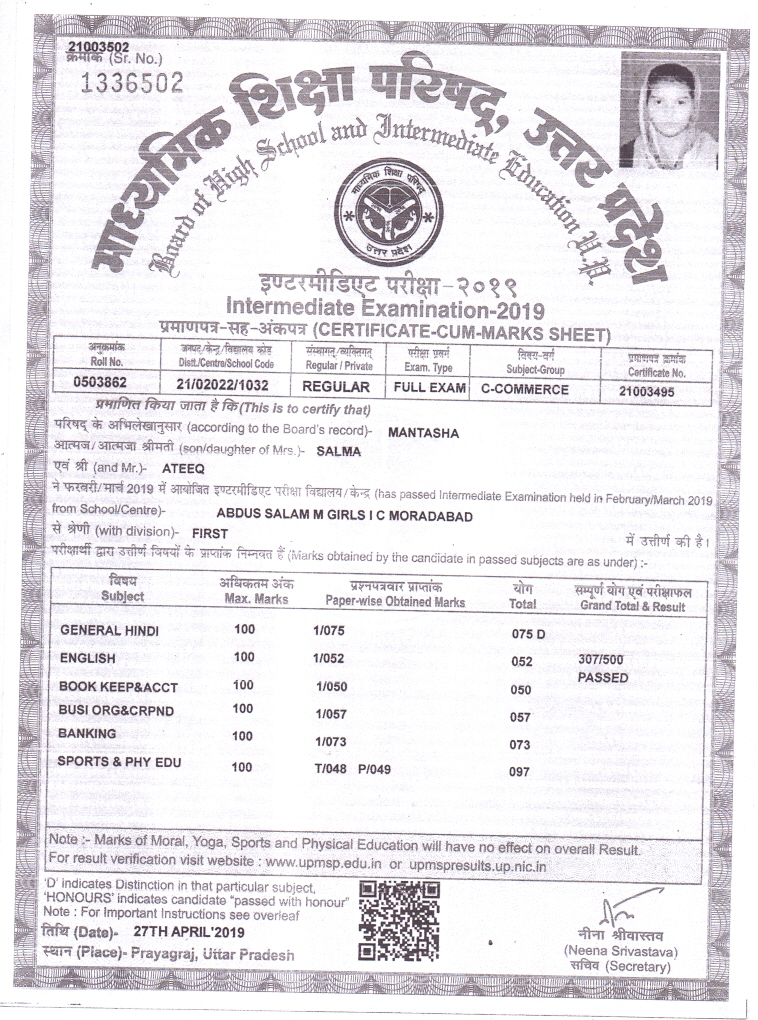 21003502
क्रमांक (Sr. No.)
1336502
माध्यमिक शिक्षा परिषद्, उत्तर प्रदेश
Board of High School and Intermediate Education U.P.
माध्यमिक शिक्षा परिषद्
उत्तर प्रदेश
इण्टरमीडिएट परीक्षा-२०१९
Intermediate Examination-2019
प्रमाणपत्र-सह-अंकपत्र (CERTIFICATE-CUM-MARKS SHEET)
अनुक्रमांक जनपद/केन्द्र/विद्यालय कोड संस्थागत/व्यक्तिगत परीक्षा प्रवर्ग विषय-वर्ग प्रमाणपत्र क्रमांक
Roll No. Distt./Centre/School Code Regular / Private Exam. Type Subject-Group Certificate No.
0503862 21/02022/1032 REGULAR FULL EXAM C-COMMERCE 21003495
प्रमाणित किया जाता है कि (This is to certify that)
परिषद् के अभिलेखानुसार (according to the Board's record)- MANTASHA
आत्मज/आत्मजा श्रीमती (son/daughter of Mrs.)- SALMA
एवं श्री (and Mr.)- ATEEQ
ने फरवरी/मार्च 2019 में आयोजित इण्टरमीडिएट परीक्षा विद्यालय/केन्द्र (has passed Intermediate Examination held in February/March 2019
from School/Centre)- ABDUS SALAM M GIRLS I C MORADABAD
से श्रेणी (with division)- FIRST में उत्तीर्ण की है।
परीक्षार्थी द्वारा उत्तीर्ण विषयों के प्राप्तांक निम्नवत हैं (Marks obtained by the candidate in passed subjects are as under) :-
विषय अधिकतम अंक प्रश्नपत्रवार प्राप्तांक योग सम्पूर्ण योग एवं परीक्षाफल
Subject Max. Marks Paper-wise Obtained Marks Total Grand Total & Result
GENERAL HINDI 100 1/075 075 D
ENGLISH 100 1/052 052 307/500
PASSED
BOOK KEEP&ACCT 100 1/050 050
BUSI ORG&CRPND 100 1/057 057
BANKING 100 1/073 073
SPORTS & PHY EDU 100 T/048 P/049 097
Note :- Marks of Moral, Yoga, Sports and Physical Education will have no effect on overall Result.
For result verification visit website : www.upmsp.edu.in or upmspresults.up.nic.in
'D' indicates Distinction in that particular subject,
'HONOURS' indicates candidate "passed with honour"
Note : For Important Instructions see overleaf
तिथि (Date)- 27TH APRIL'2019
स्थान (Place)- Prayagraj, Uttar Pradesh
नीना श्रीवास्तव
(Neena Srivastava)
सचिव (Secretary)